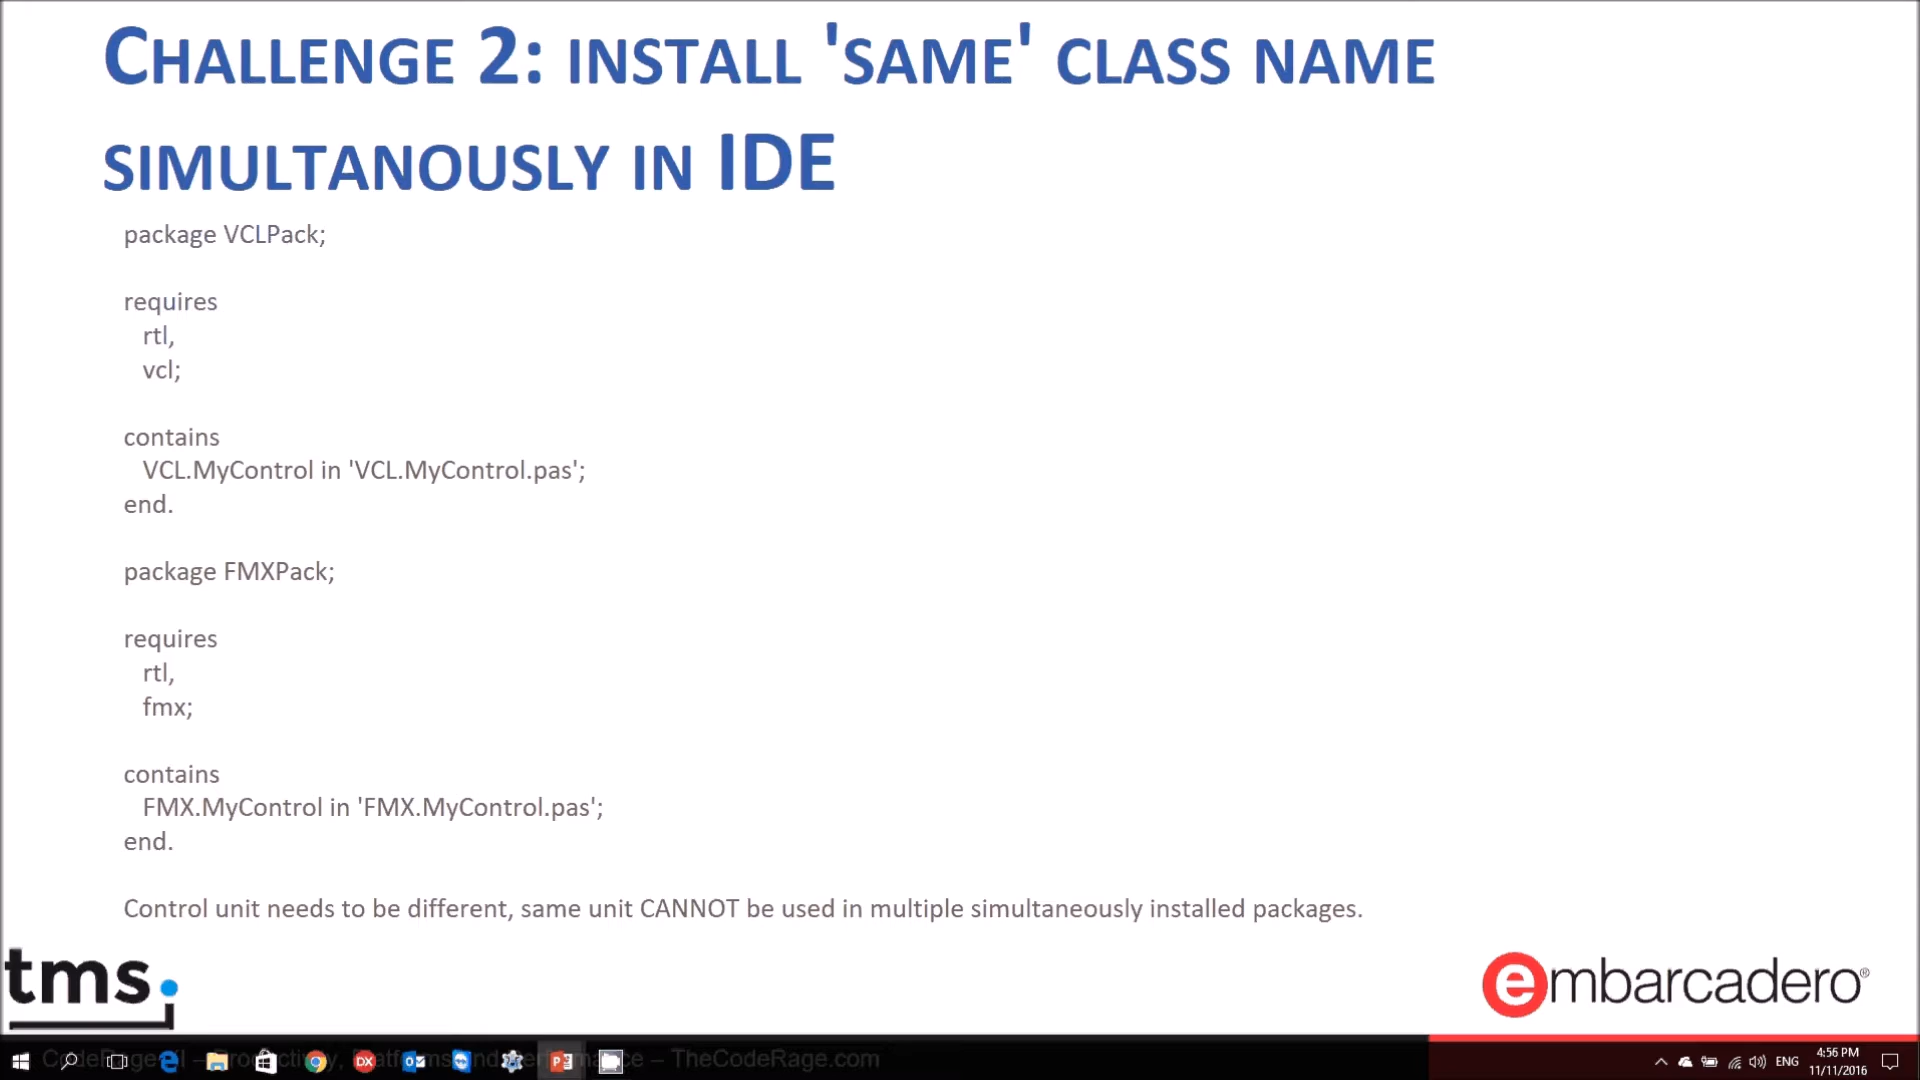 CHALLENGE 2: INSTALL 'SAME' CLASS NAME
SIMULTANOUSLY IN IDE
package VCLPack;
requires
rtl,
vcl;
contains
VCL.MyControl in 'VCL.MyControl.pas';
end.
package FMXPack;
requires
rtl,
fmx;
contains
FMX.MyControl in 'FMX.MyControl.pas';
end.
Control unit needs to be different, same unit CANNOT be used in multiple simultaneously installed packages.
tms
embarcadero®
TheCodeRage.com
DX
ENG
4:56 PM
11/11/2016